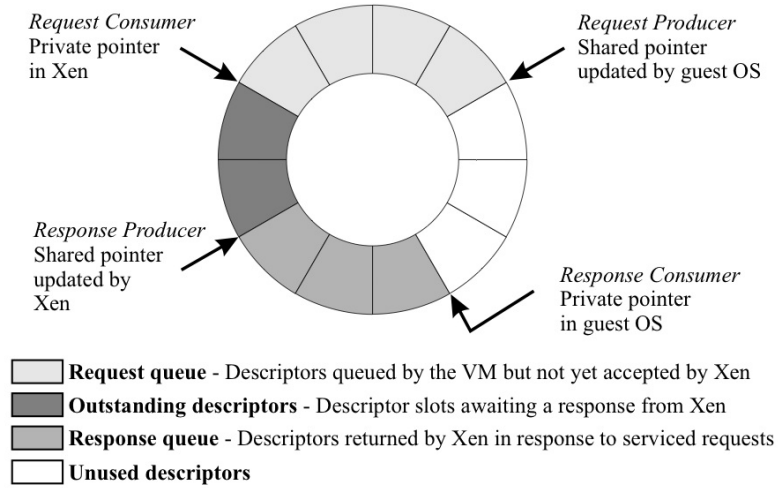 Request Consumer
Private pointer
in Xen
Request Producer
Shared pointer
updated by guest OS
Response Producer
Shared pointer
updated by
Xen
Response Consumer
Private pointer
in guest OS
Request queue - Descriptors queued by the VM but not yet accepted by Xen
Outstanding descriptors - Descriptor slots awaiting a response from Xen
Response queue - Descriptors returned by Xen in response to serviced requests
Unused descriptors